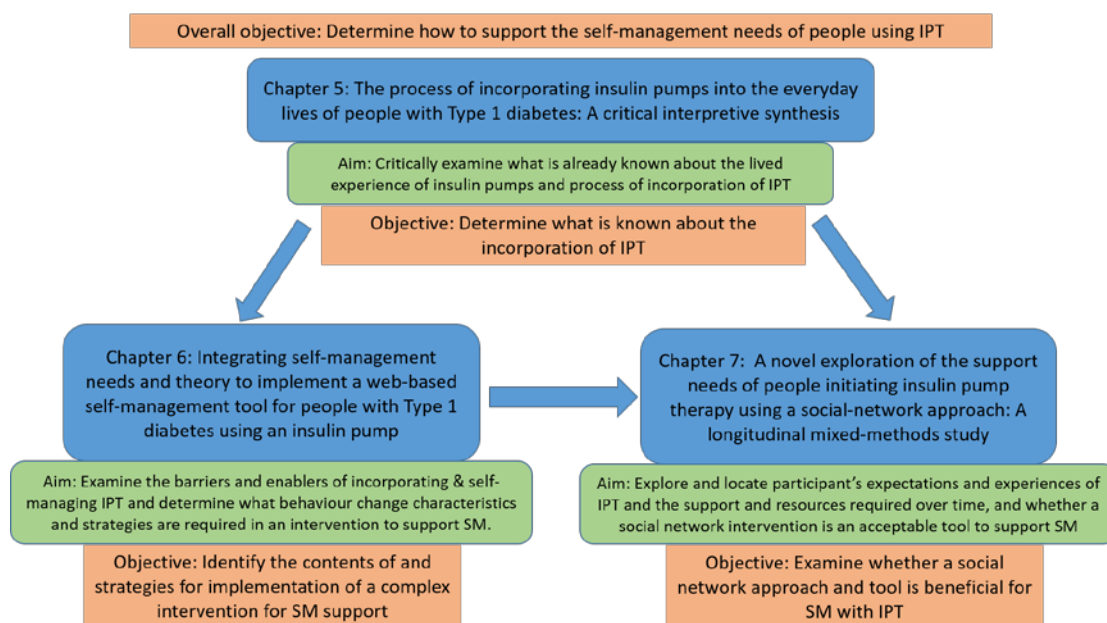 Overall objective: Determine how to support the self-management needs of people using IPT
Chapter 5: The process of incorporating insulin pumps into the everyday
lives of people with Type 1 diabetes: A critical interpretive synthesis
Aim: Critically examine what is already known about the lived
experience of insulin pumps and process of incorporation of IPT
Objective: Determine what is known about the
incorporation of IPT
Chapter 6: Integrating self-management
needs and theory to implement a web-based
self-management tool for people with Type 1
diabetes using an insulin pump
Aim: Examine the barriers and enablers of incorporating & self-
managing IPT and determine what behaviour change characteristics
and strategies are required in an intervention to support SM.
Objective: Identify the contents of and
strategies for implementation of a complex
intervention for SM support
Chapter 7: A novel exploration of the support
needs of people initiating insulin pump
therapy using a social-network approach: A
longitudinal mixed-methods study
Aim: Explore and locate participant's expectations and experiences of
IPT and the support and resources required over time, and whether a
social network intervention is an acceptable tool to support SM
Objective: Examine whether a social
network approach and tool is beneficial for
SM with IPT